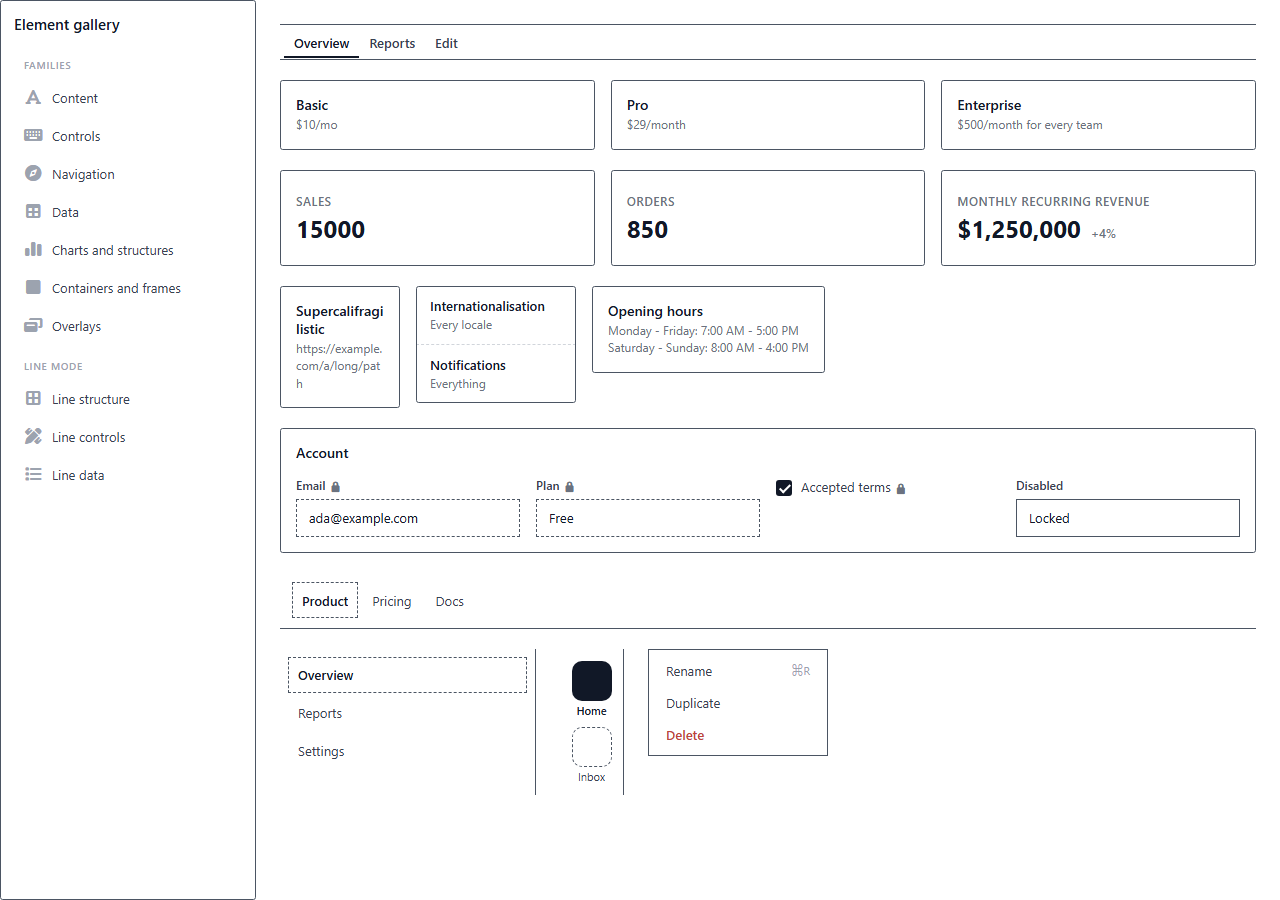 Element gallery
FAMILIES
Content
Controls
Navigation
Data
Charts and structures
Containers and frames
Overlays
LINE MODE
Line structure
Line controls
Line data
Overview Reports Edit
Basic
$10/mo
Pro
$29/month
Enterprise
$500/month for every team
SALES
15000
ORDERS
850
MONTHLY RECURRING REVENUE
$1,250,000 +4%
Supercalifragi
listic
https://example.
com/a/long/pat
h
Internationalisation
Every locale
Notifications
Everything
Opening hours
Monday - Friday: 7:00 AM - 5:00 PM
Saturday - Sunday: 8:00 AM - 4:00 PM
Account
Email
ada@example.com
Plan
Free
Accepted terms
Disabled
Locked
Product Pricing Docs
Overview
Reports
Settings
Home
Inbox
Rename ⌘R
Duplicate
Delete